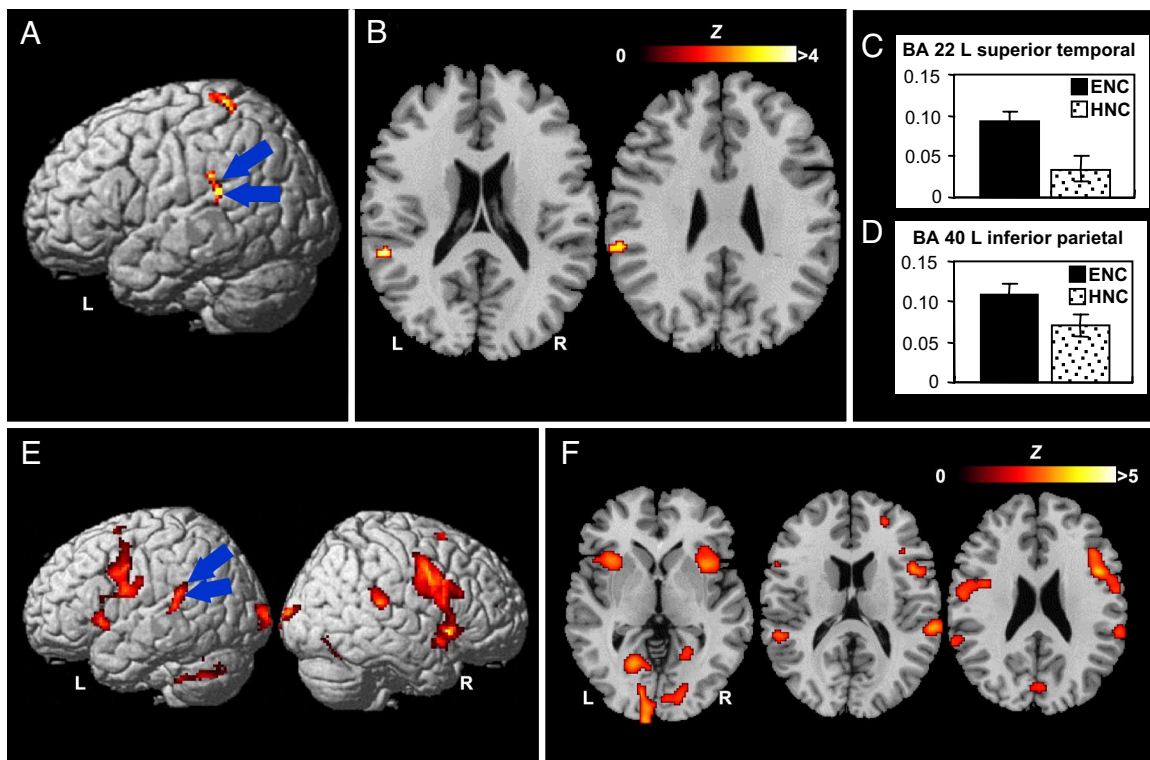 A
L
B
Z
0
>4
L
R
C
BA 22 L superior temporal
0.15
0.10
0.05
0
ENC
HNC
D
BA 40 L inferior parietal
0.15
0.10
0.05
0
ENC
HNC
E
L
R
F
Z
0
>5
L
R